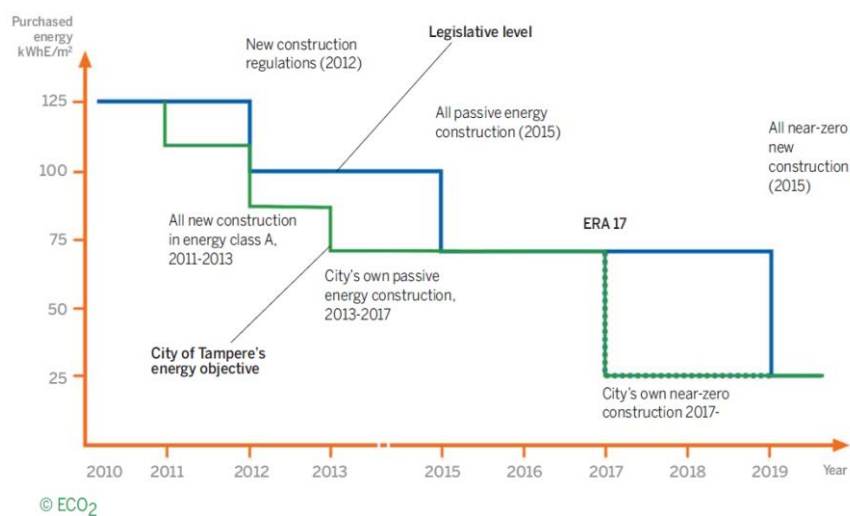 Purchased
energy
kWhE/m²
New construction
regulations (2012)
Legislative level
125
All passive energy
construction (2015)
All near-zero
new
construction
(2015)
100
All new construction
in energy class A,
2011-2013
ERA 17
75
City's own passive
energy construction,
2013-2017
50
City of Tampere's
energy objective
25
City's own near-zero
construction 2017-
2010 2011 2012 2013 2015 2016 2017 2018 2019 Year
© ECO₂